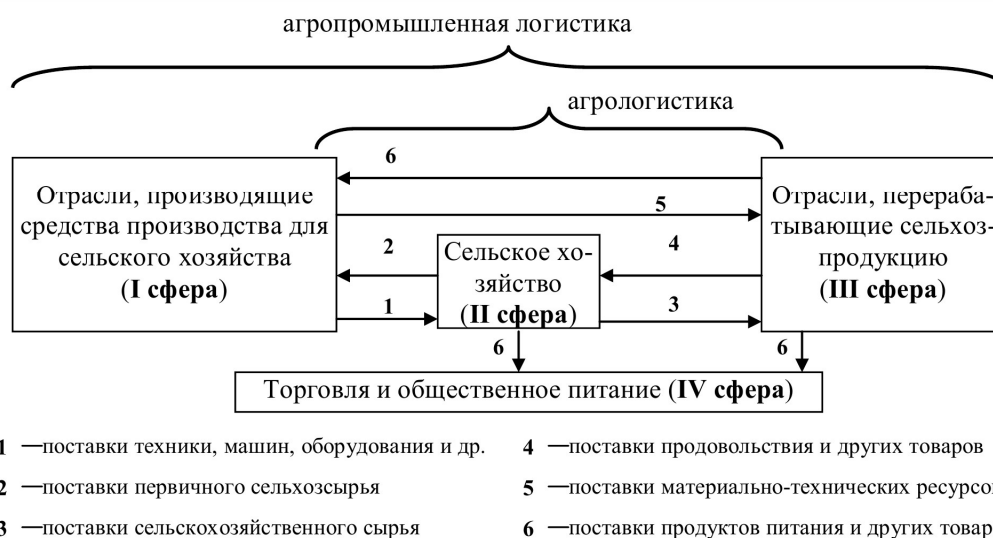 агропромышленная логистика
агрологистика
6
Отрасли, производящие
средства производства для
сельского хозяйства
(I сфера)
5
Отрасли, перераба-
тывающие сельхоз-
продукцию
(III сфера)
2
4
Сельское хо-
зяйство
(II сфера)
1
3
6
6
Торговля и общественное питание (IV сфера)
1 —поставки техники, машин, оборудования и др.
4 —поставки продовольствия и других товаров
2 —поставки первичного сельхозсырья
5 —поставки материально-технических ресурсо
3 —поставки сельскохозяйственного сырья
6 —поставки продуктов питания и других товар